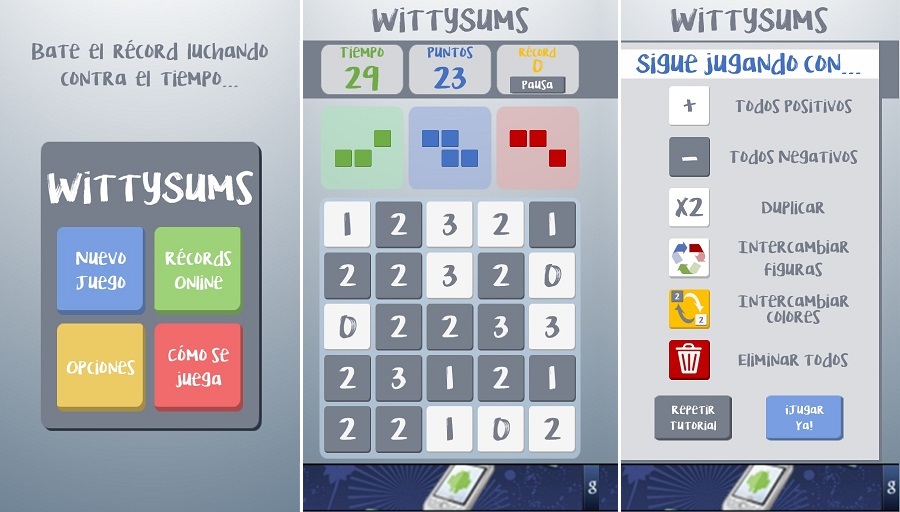 Bate el récord luchando
contra el tiempo...
WITTYSUMS
Nuevo
Juego
Récords
Online
Opciones
Cómo se
juega
WITTYSUMS
Tiempo
29
Puntos
23
Récord
0
Pausa
1 2 3 2 1
2 2 3 2 0
0 2 2 3 3
2 3 1 2 1
2 2 1 0 2
g
WITTYSUMS
Sigue jugando con...
+ Todos positivos
- Todos Negativos
X2 Duplicar
Intercambiar
figuras
2 2
Intercambiar
colores
Eliminar todos
Repetir
Tutorial
¡Jugar
Ya!
g